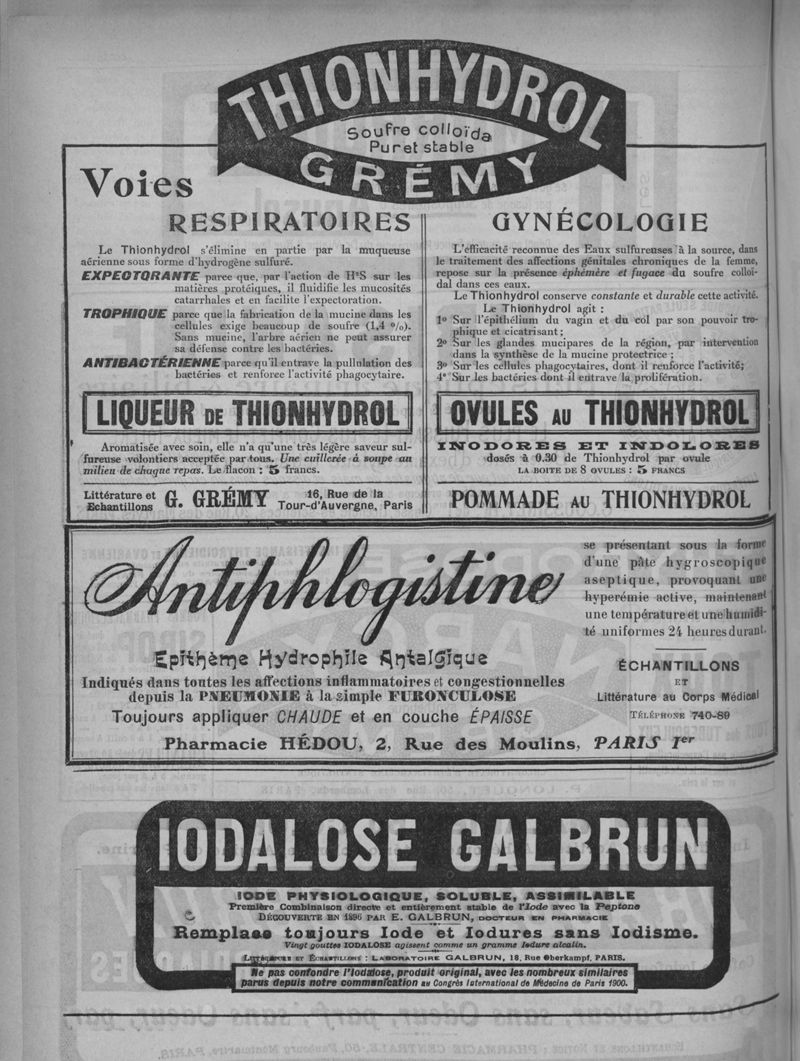 THIONHYDROL
Soufre colloïda
Pur et stable
GRÉMY
Voies
RESPIRATOIRES
Le Thionhydrol s'élimine en partie par la muqueuse
aérienne sous forme d'hydrogène sulfuré.
EXPECTORANTE parce que, par l'action de H²S sur les
matières protéiques, il fluidifie les mucosités
catarrhales et en facilite l'expectoration.
TROPHIQUE parce que la fabrication de la mucine dans les
cellules exige beaucoup de soufre (1,4 %).
Sans mucine, l'arbre aérien ne peut assurer
sa défense contre les bactéries.
ANTIBACTÉRIENNE parce qu'il entrave la pullulation des
bactéries et renforce l'activité phagocytaire.
LIQUEUR DE THIONHYDROL
Aromatisée avec soin, elle n'a qu'une très légère saveur sul-
fureuse volontiers acceptée par tous. Une cuillerée à soupe au
milieu de chaque repas. Le flacon : 5 francs.
Littérature et
Echantillons
G. GRÉMY
16, Rue de la
Tour-d'Auvergne, Paris
GYNÉCOLOGIE
L'efficacité reconnue des Eaux sulfureuses à la source, dans
le traitement des affections génitales chroniques de la femme,
repose sur la présence éphémère et fugace du soufre colloï-
dal dans ces eaux.
Le Thionhydrol conserve constante et durable cette activité.
Le Thionhydrol agit :
1º Sur l'épithélium du vagin et du col par son pouvoir tro-
phique et cicatrisant ;
2º Sur les glandes mucipares de la région, par intervention
dans la synthèse de la mucine protectrice ;
3º Sur les cellules phagocytaires, dont il renforce l'activité;
4º Sur les bactéries dont il entrave la prolifération.
OVULES AU THIONHYDROL
INODORES ET INDOLORES
dosés à 0.30 de Thionhydrol par ovule
LA BOITE DE 8 OVULES : 5 FRANCS
POMMADE AU THIONHYDROL
Antiphlogistine
Epithème Hydrophile Antalgique
Indiqués dans toutes les affections inflammatoires et congestionnelles
depuis la PNEUMONIE à la simple FURONCULOSE
Toujours appliquer CHAUDE et en couche ÉPAISSE
se présentant sous la forme
d'une pâte hygroscopique
aseptique, provoquant une
hyperémie active, maintenant
une température et une humidi-
té uniformes 24 heures durant.
ÉCHANTILLONS
ET
Littérature au Corps Médical
TÉLÉPHONE 740-89
Pharmacie HÉDOU, 2, Rue des Moulins, PARIS Ier
IODALOSE GALBRUN
IODE PHYSIOLOGIQUE, SOLUBLE, ASSIMILABLE
Première Combinaison directe et entièrement stable de l'Iode avec la Peptone
DÉCOUVERTE EN 1896 PAR E. GALBRUN, DOCTEUR EN PHARMACIE
Remplace toujours Iode et Iodures sans Iodisme.
Vingt gouttes IODALOSE agissent comme un gramme Iodure alcalin.
LITTÉRATURE ET ÉCHANTILLONS : LABORATOIRE GALBRUN, 18, Rue Oberkampf, PARIS.
Ne pas confondre l'Iodalose, produit original, avec les nombreux similaires
parus depuis notre communication au Congrès International de Médecine de Paris 1900.